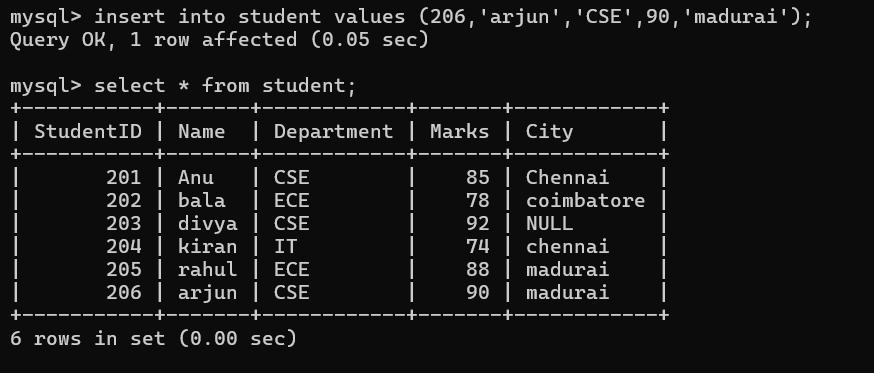 mysql> insert into student values (206,'arjun','CSE',90,'madurai');
Query OK, 1 row affected (0.05 sec)

mysql> select * from student;
+-----------+-------+------------+-------+------------+
| StudentID | Name  | Department | Marks | City       |
+-----------+-------+------------+-------+------------+
|       201 | Anu   | CSE        |    85 | Chennai    |
|       202 | bala  | ECE        |    78 | coimbatore |
|       203 | divya | CSE        |    92 | NULL       |
|       204 | kiran | IT         |    74 | chennai    |
|       205 | rahul | ECE        |    88 | madurai    |
|       206 | arjun | CSE        |    90 | madurai    |
+-----------+-------+------------+-------+------------+
6 rows in set (0.00 sec)